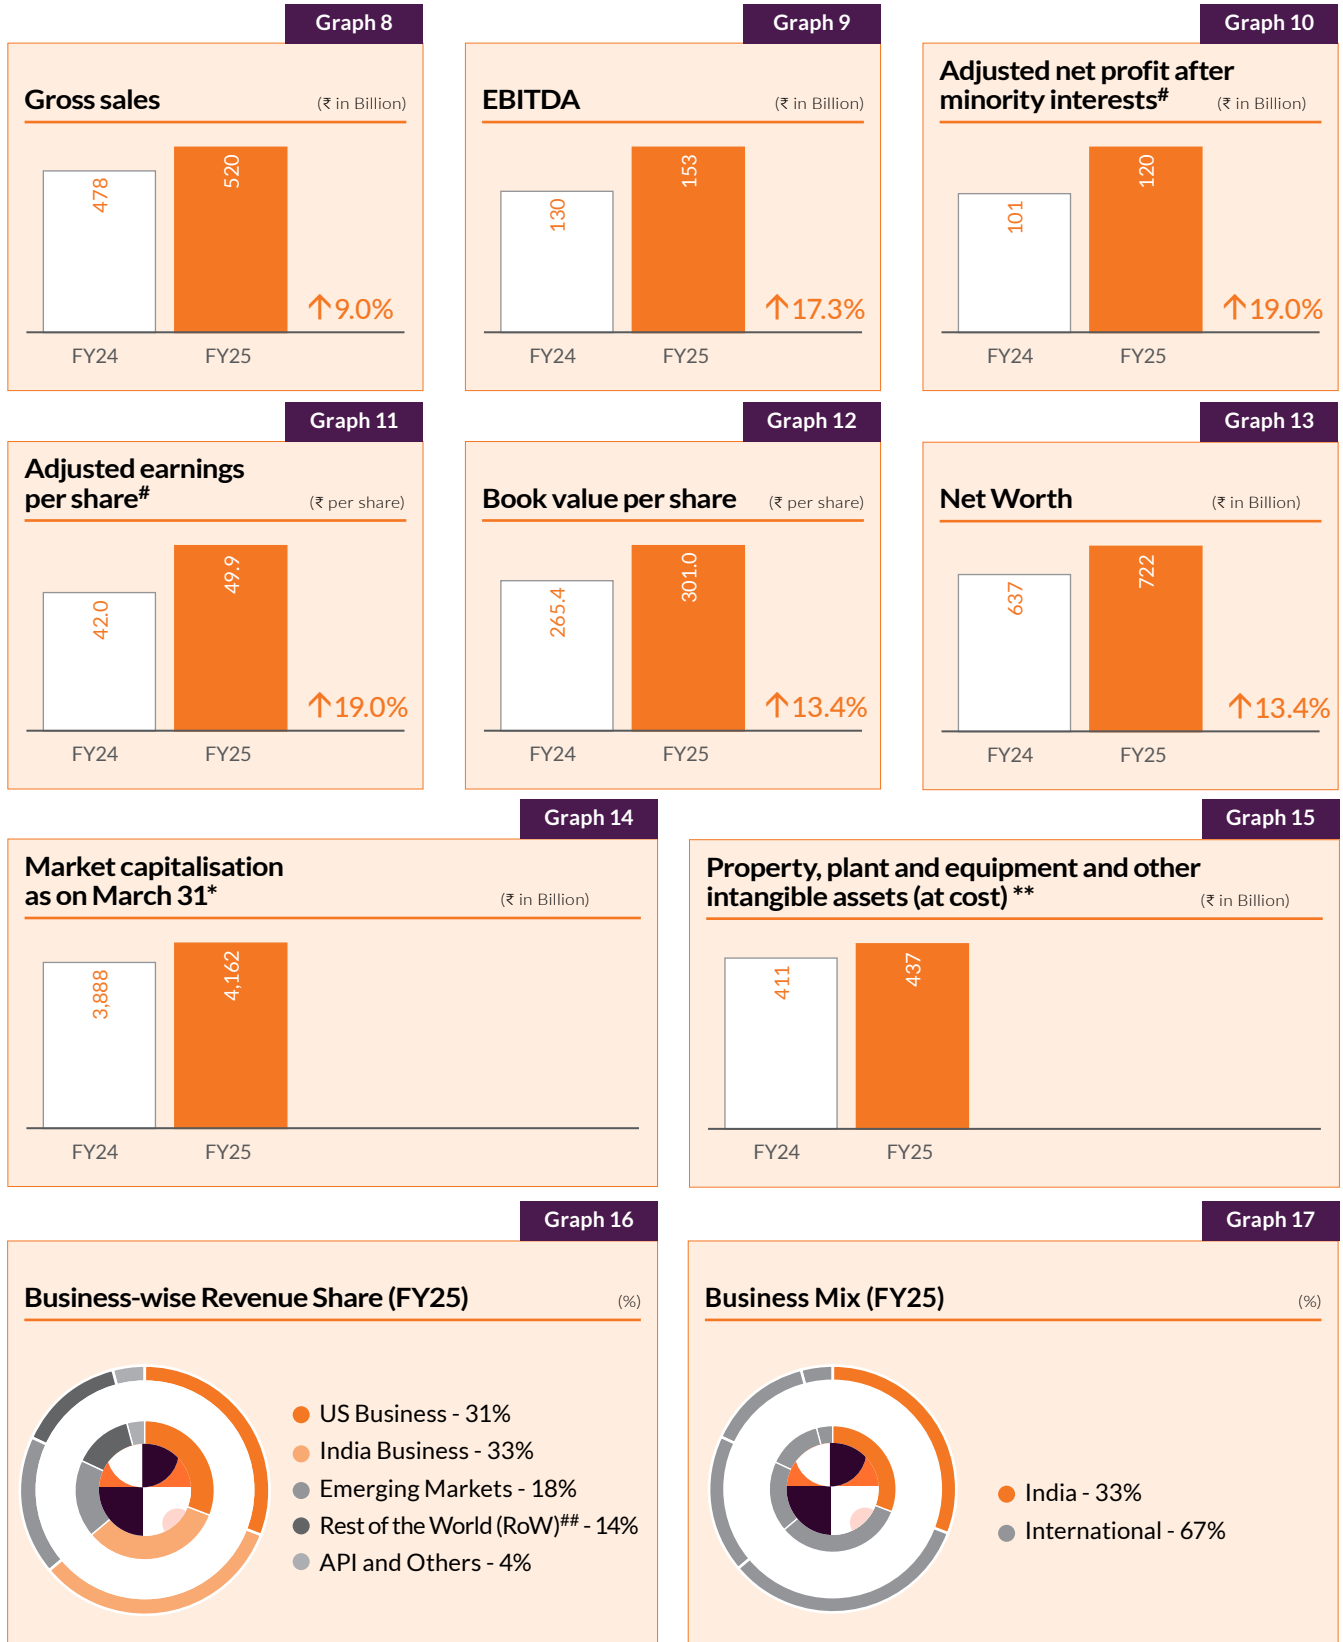 Graph 8
Gross sales (₹ in Billion)
478
520
↑9.0%
FY24 FY25
Graph 9
EBITDA (₹ in Billion)
130
153
↑17.3%
FY24 FY25
Graph 10
Adjusted net profit after
minority interests# (₹ in Billion)
101
120
↑19.0%
FY24 FY25
Graph 11
Adjusted earnings
per share# (₹ per share)
42.0
49.9
↑19.0%
FY24 FY25
Graph 12
Book value per share (₹ per share)
265.4
301.0
↑13.4%
FY24 FY25
Graph 13
Net Worth (₹ in Billion)
637
722
↑13.4%
FY24 FY25
Graph 14
Market capitalisation
as on March 31* (₹ in Billion)
3,888
4,162
FY24 FY25
Graph 15
Property, plant and equipment and other
intangible assets (at cost) ** (₹ in Billion)
411
437
FY24 FY25
Graph 16
Business-wise Revenue Share (FY25) (%)
US Business - 31%
India Business - 33%
Emerging Markets - 18%
Rest of the World (RoW)## - 14%
API and Others - 4%
Graph 17
Business Mix (FY25) (%)
India - 33%
International - 67%